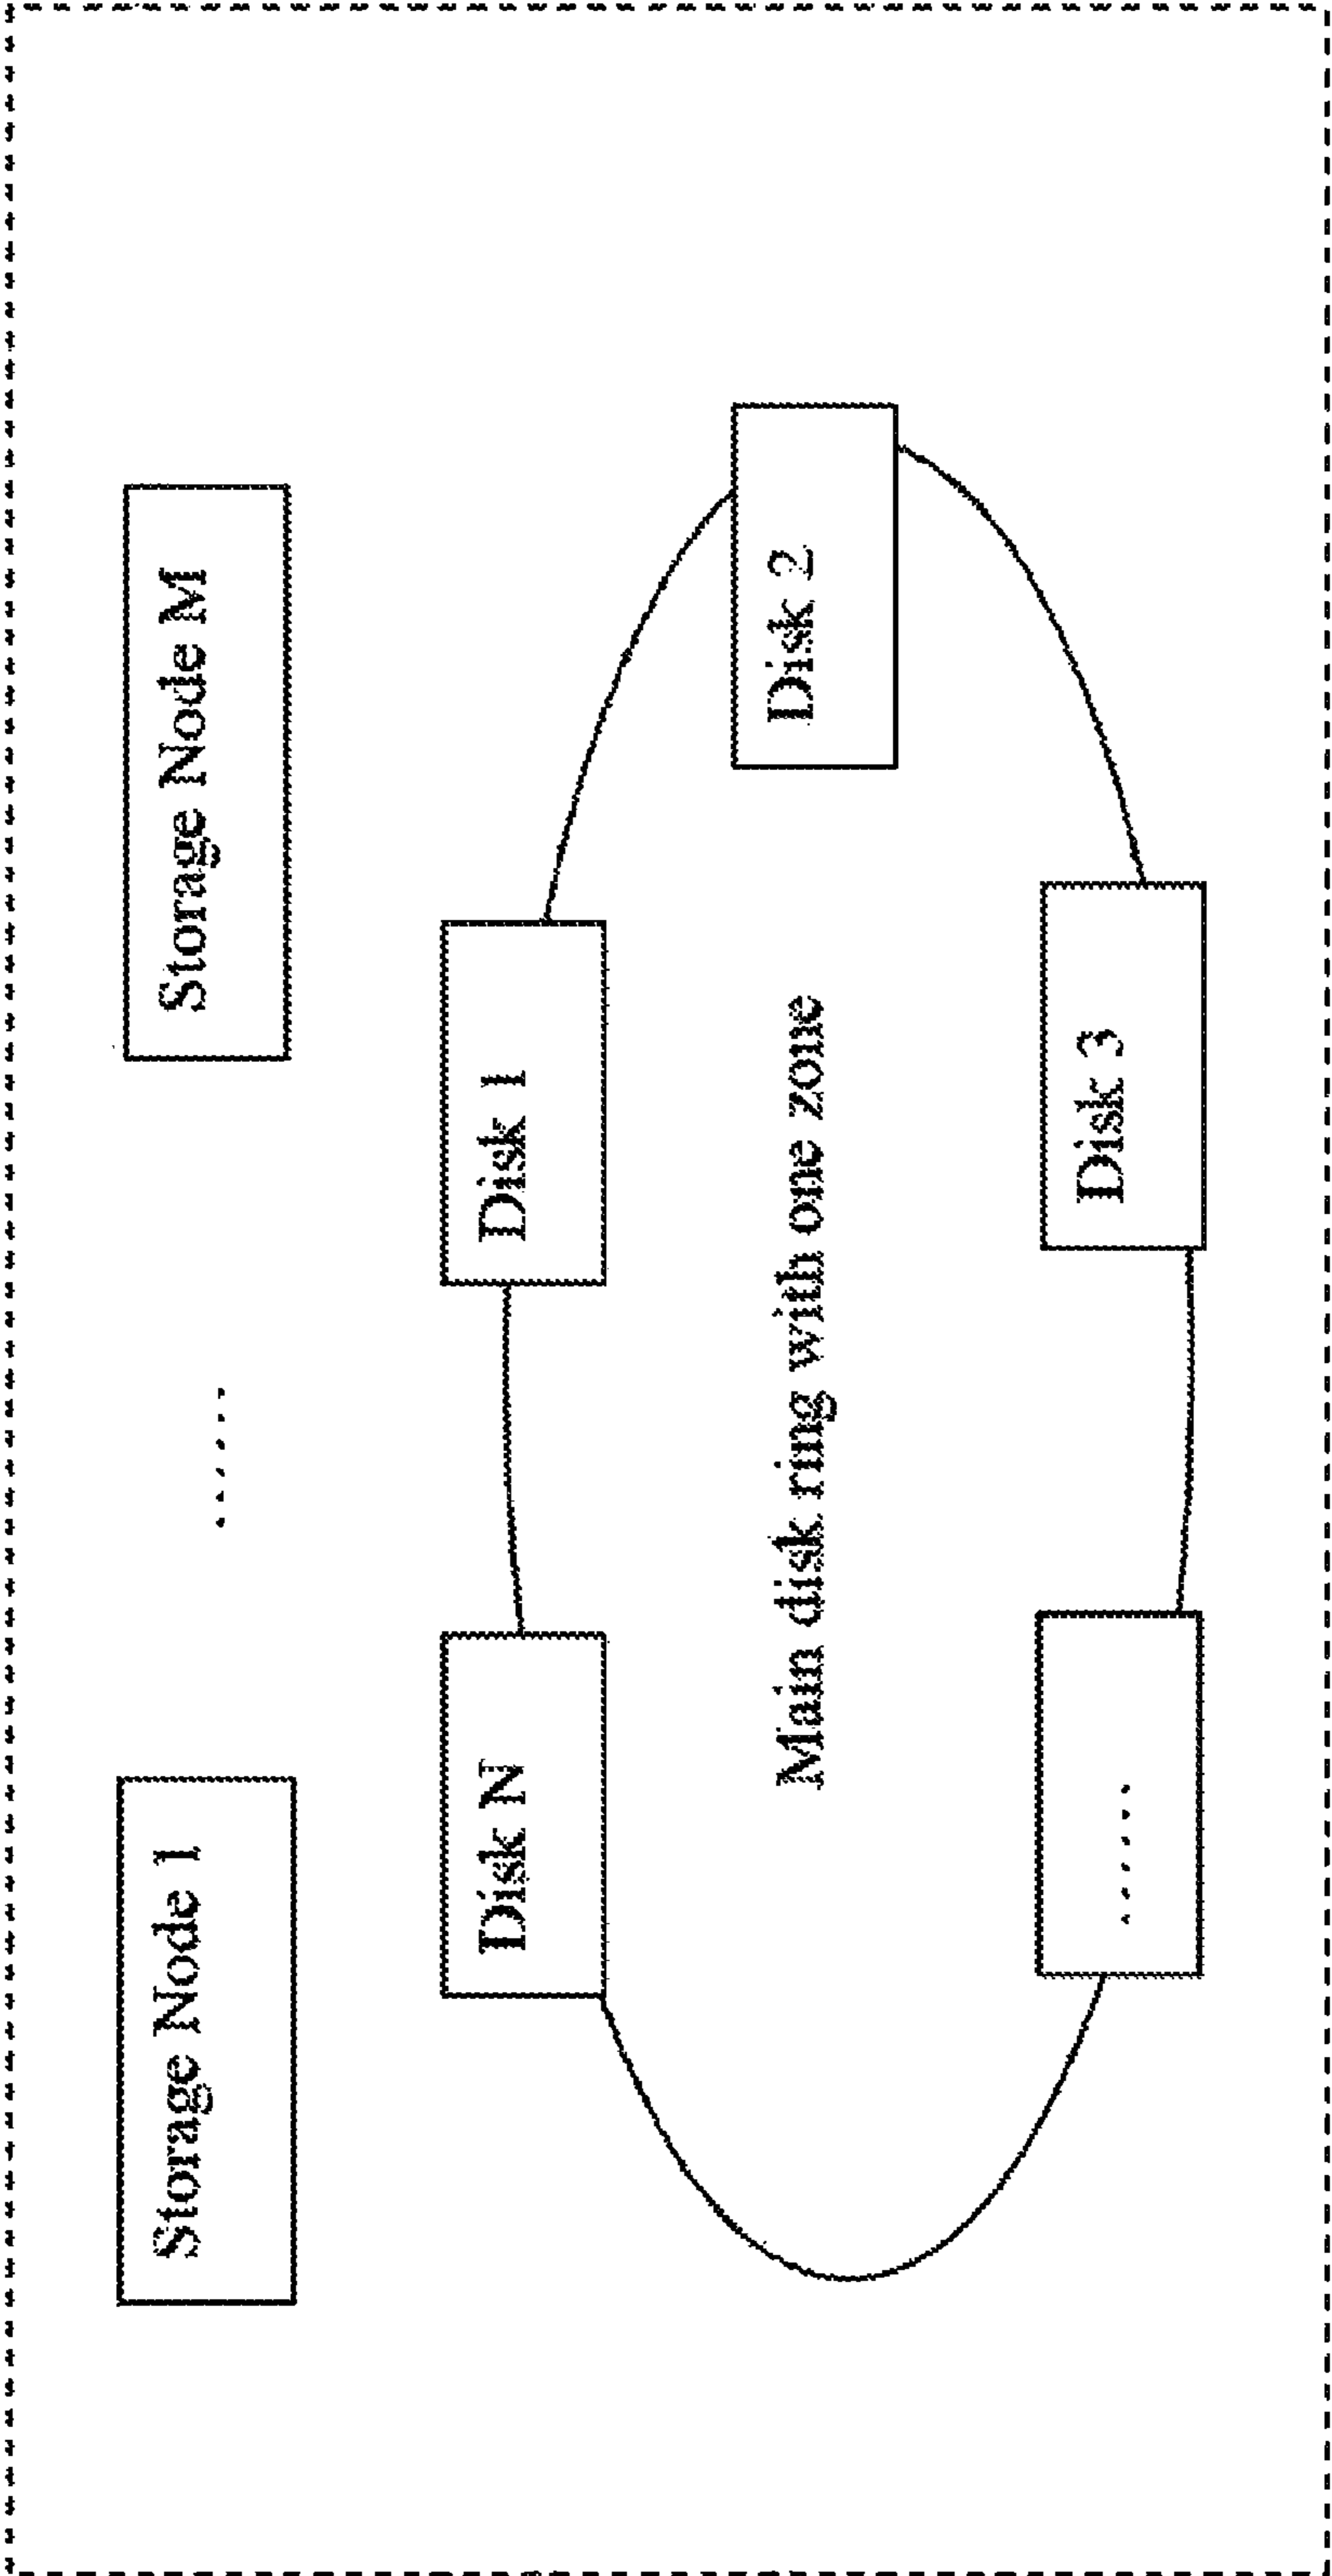 Storage Node 1
......
Storage Node M
Disk N
Disk 1
Disk 2
Main disk ring with one zone
......
Disk 3